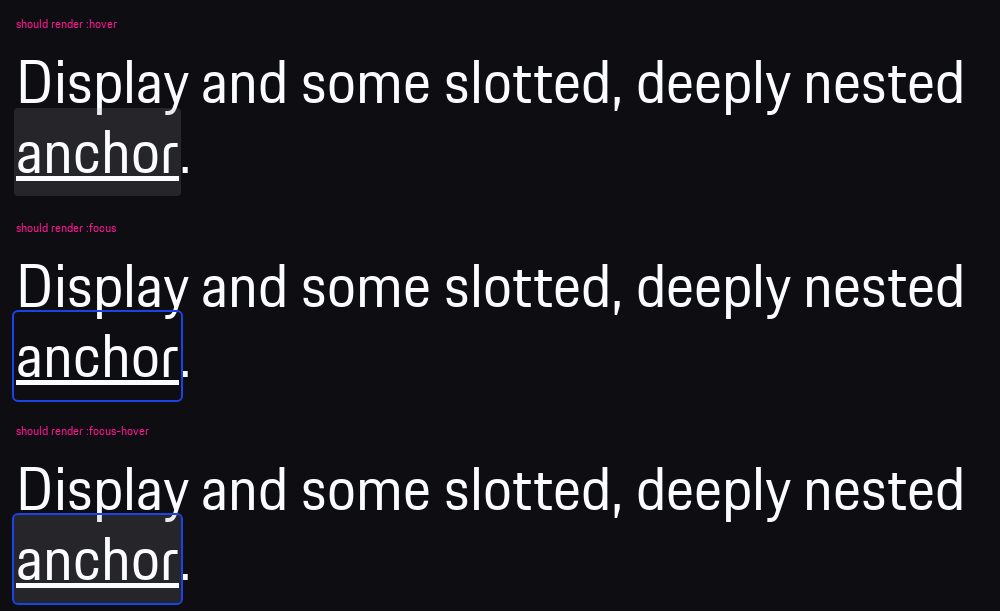 should render :hover
Display and some slotted, deeply nested
anchor.
should render :focus
Display and some slotted, deeply nested
anchor.
should render :focus-hover
Display and some slotted, deeply nested
anchor.